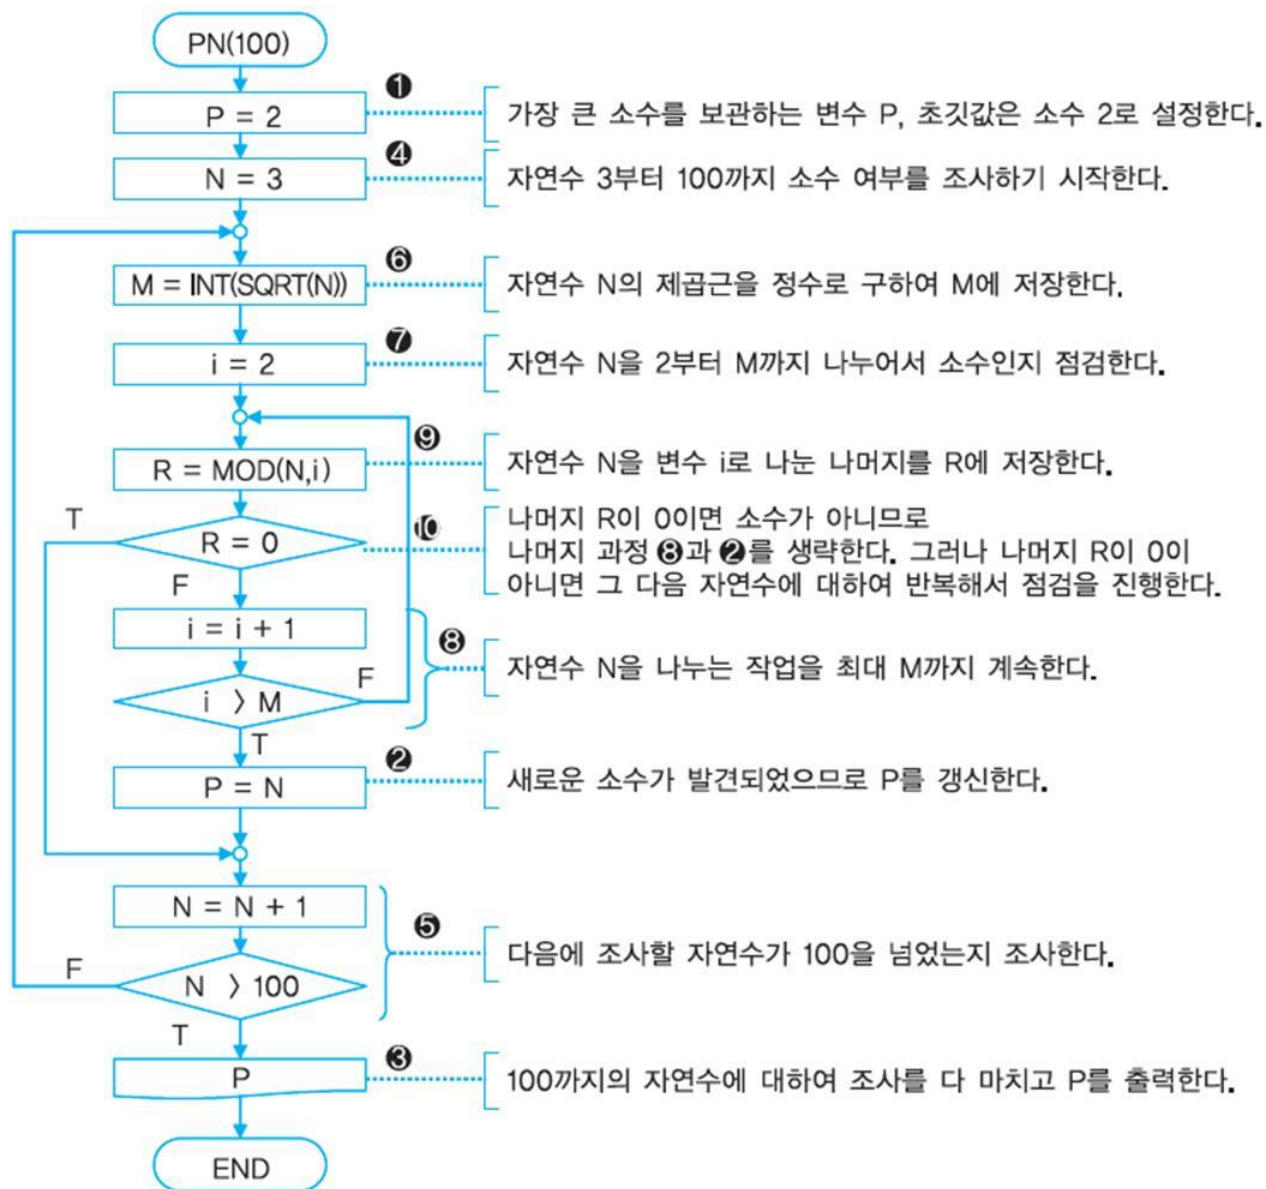 PN(100)
❶
P = 2
가장 큰 소수를 보관하는 변수 P, 초깃값은 소수 2로 설정한다.
❹
N = 3
자연수 3부터 100까지 소수 여부를 조사하기 시작한다.
❻
M = INT(SQRT(N))
자연수 N의 제곱근을 정수로 구하여 M에 저장한다.
❼
i = 2
자연수 N을 2부터 M까지 나누어서 소수인지 점검한다.
❾
R = MOD(N,i)
자연수 N을 변수 i로 나눈 나머지를 R에 저장한다.
T
R = 0
❿
나머지 R이 0이면 소수가 아니므로
나머지 과정 ❽과 ❷를 생략한다. 그러나 나머지 R이 0이
아니면 그 다음 자연수에 대하여 반복해서 점검을 진행한다.
F
i = i + 1
❽
자연수 N을 나누는 작업을 최대 M까지 계속한다.
i > M
F
T
❷
P = N
새로운 소수가 발견되었으므로 P를 갱신한다.
N = N + 1
❺
다음에 조사할 자연수가 100을 넘었는지 조사한다.
F
N > 100
T
❸
P
100까지의 자연수에 대하여 조사를 다 마치고 P를 출력한다.
END